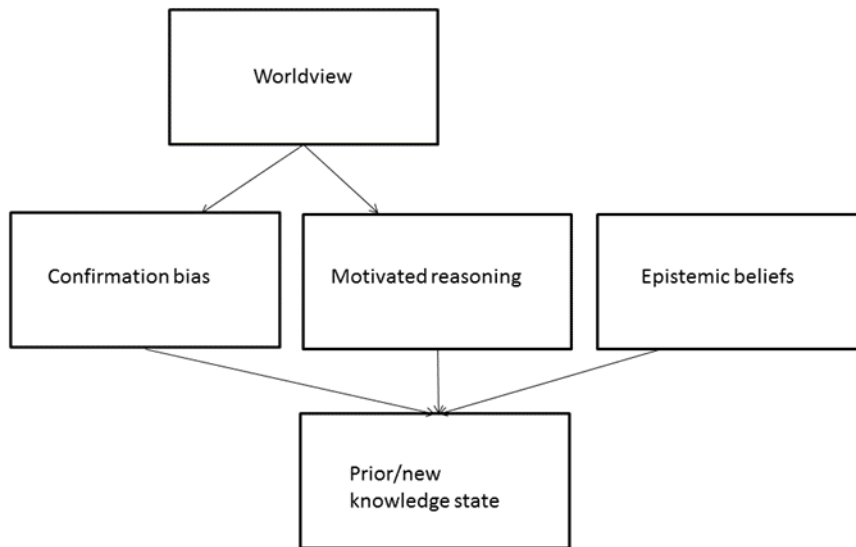 Worldview
Confirmation bias
Motivated reasoning
Epistemic beliefs
Prior/new
knowledge state